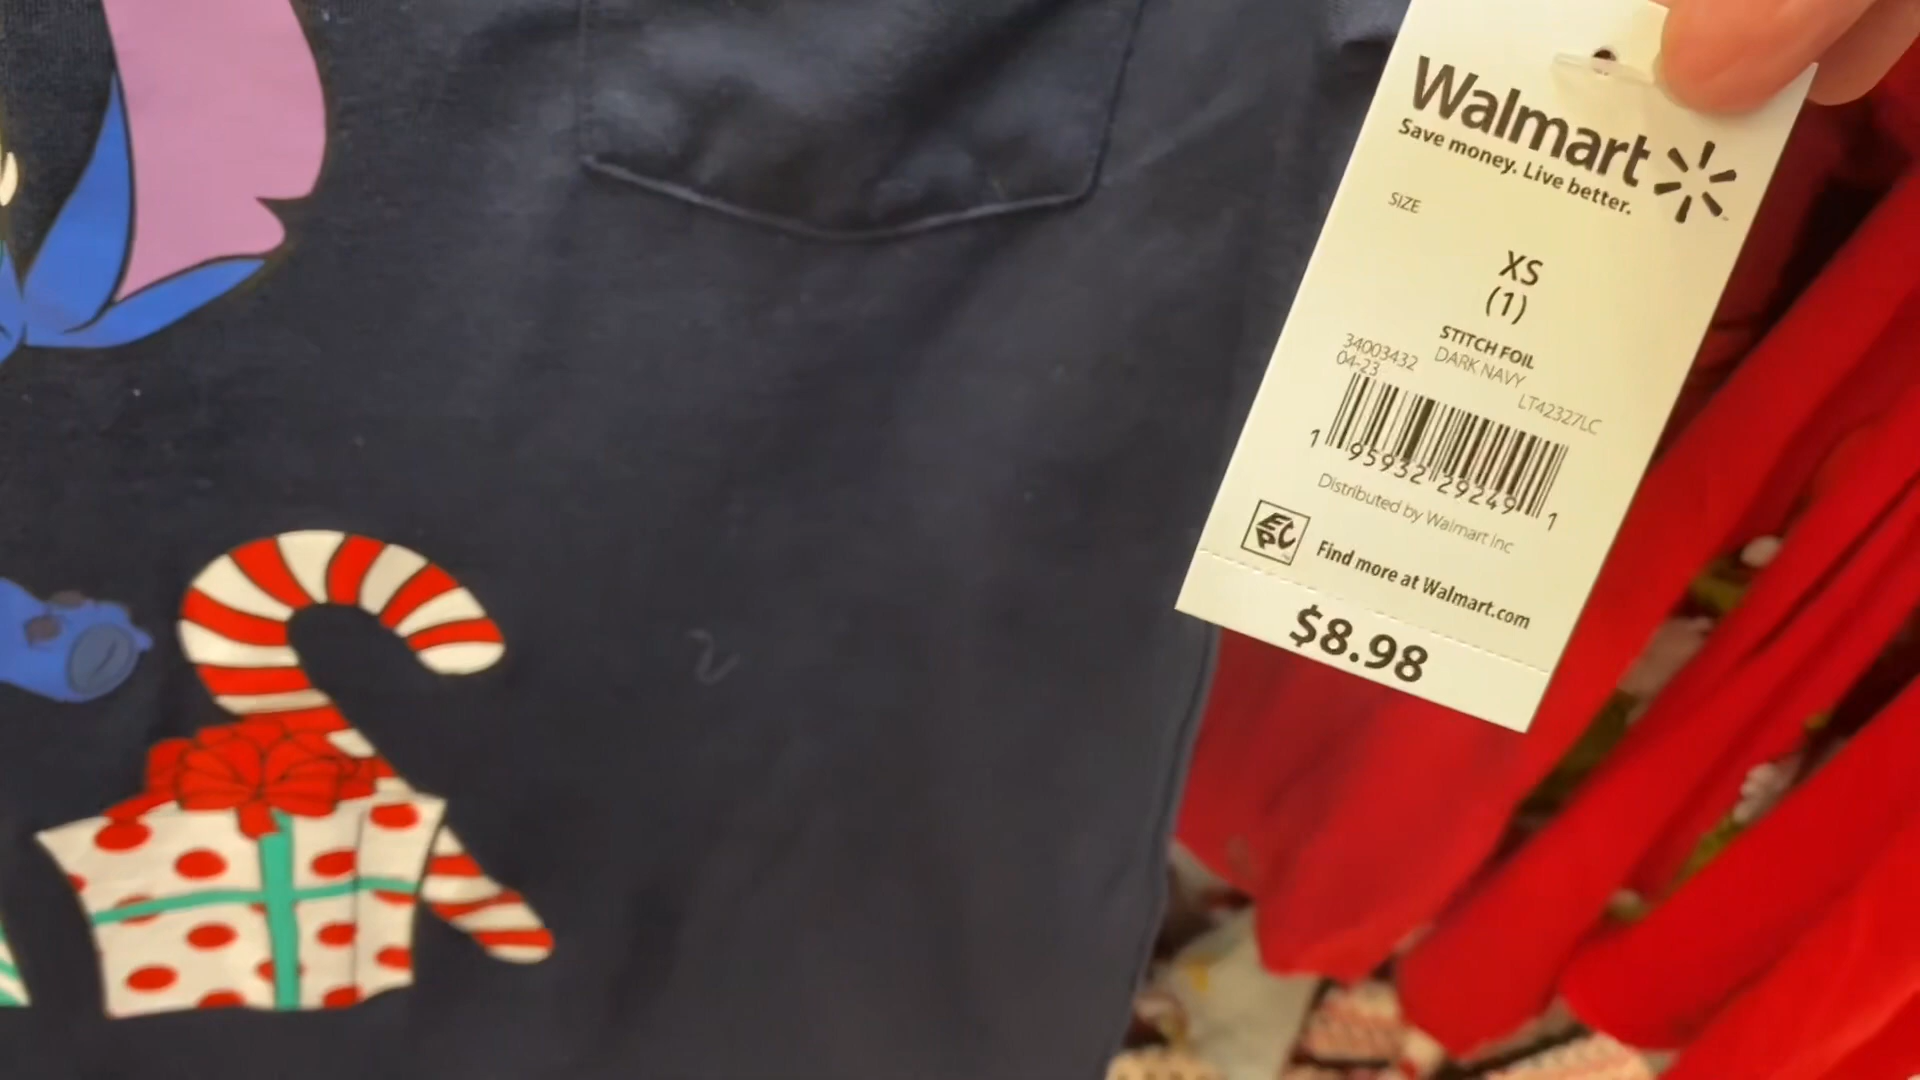 Walmart
Save money. Live better.
SIZE
XS
(1)
STITCH FOIL
34003432 DARK NAVY
04-23
LT42327LC
1 95932 29249 1
Distributed by Walmart Inc
EPC
Find more at Walmart.com
$8.98